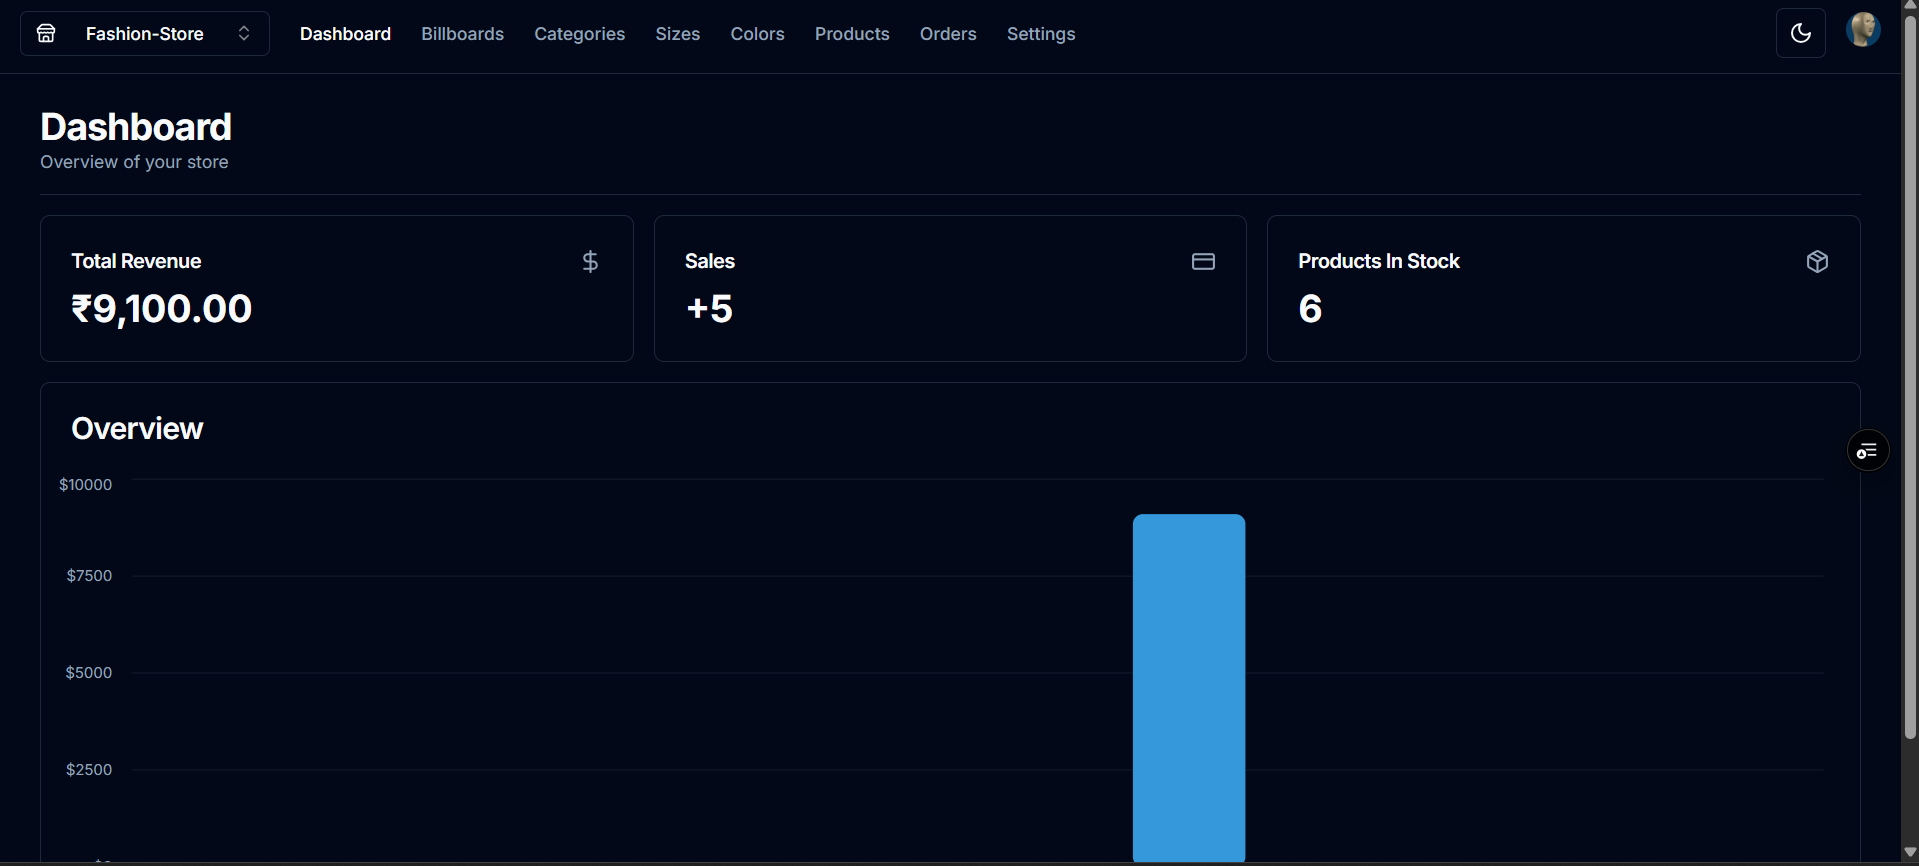 Fashion-Store Dashboard Billboards Categories Sizes Colors Products Orders Settings
Dashboard
Overview of your store
Total Revenue
₹9,100.00
Sales
+5
Products In Stock
6
Overview
$10000
$7500
$5000
$2500